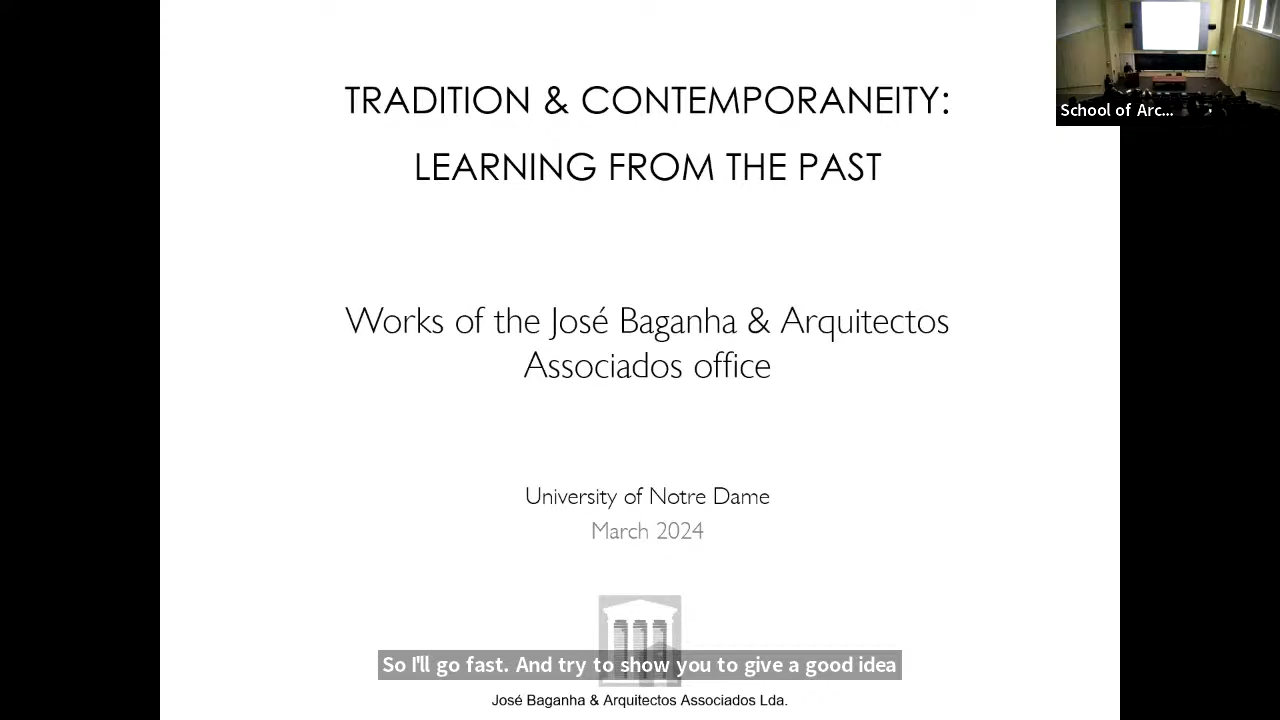 TRADITION & CONTEMPORANEITY:
LEARNING FROM THE PAST
Works of the José Baganha & Arquitectos
Associados office
University of Notre Dame
March 2024
School of Arc...
So I'll go fast. And try to show you to give a good idea
José Baganha & Arquitectos Associados Lda.